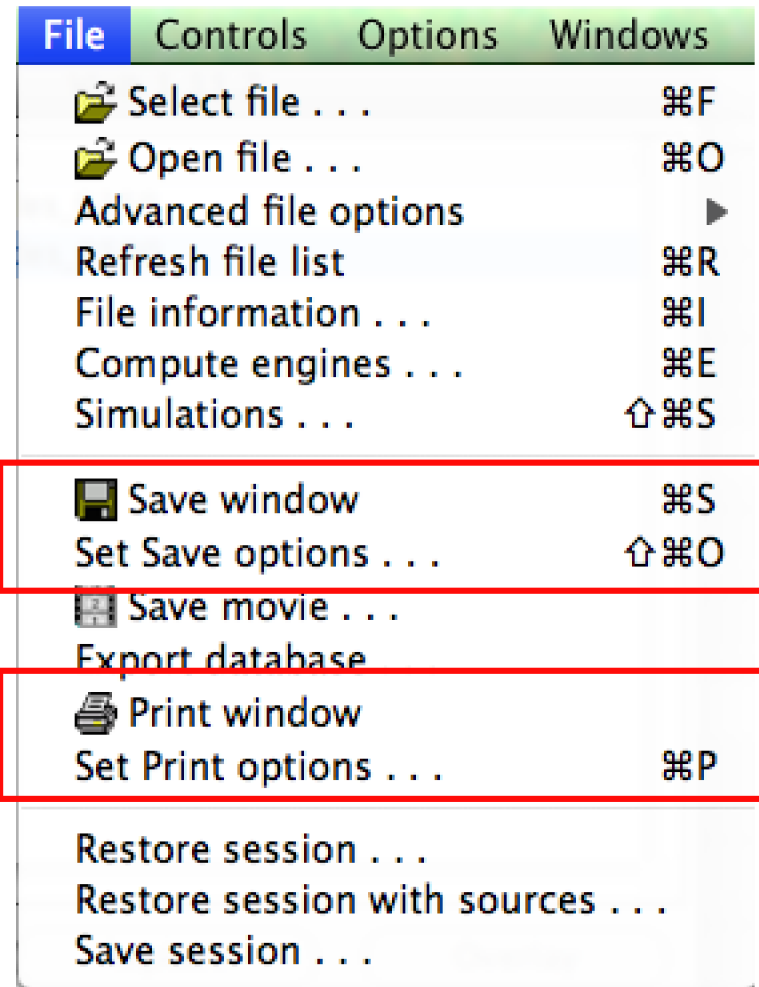 File Controls Options Windows
Select file . . . ⌘F
Open file . . . ⌘O
Advanced file options ▶
Refresh file list ⌘R
File information . . . ⌘I
Compute engines . . . ⌘E
Simulations . . . ⇧⌘S
Save window ⌘S
Set Save options . . . ⇧⌘O
Save movie . . .
Export database . . .
Print window
Set Print options . . . ⌘P
Restore session . . .
Restore session with sources . . .
Save session . . .